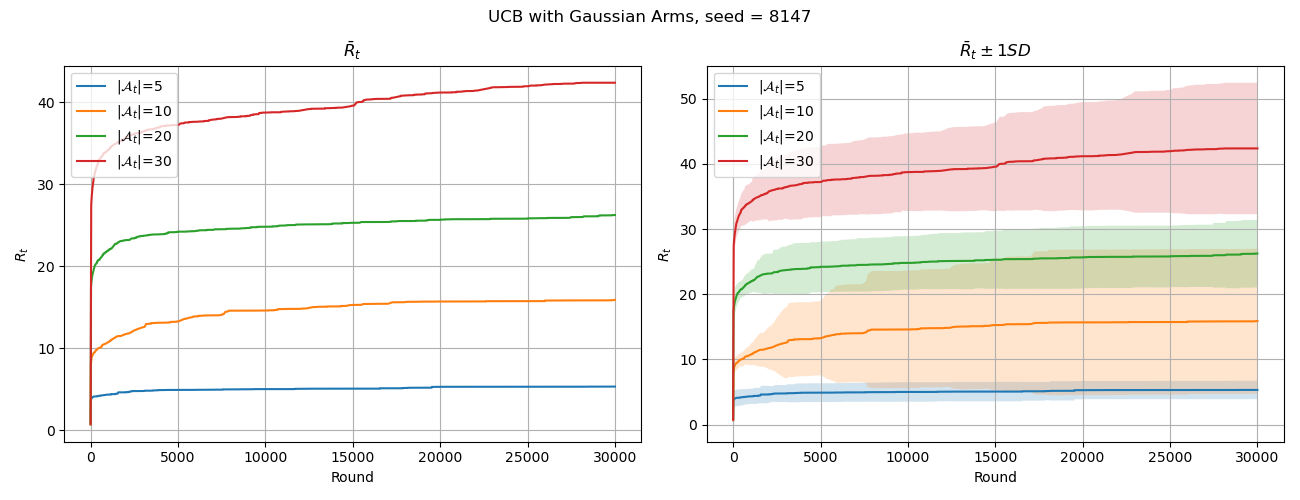 UCB with Gaussian Arms, seed = 8147
R̄ₜ
|𝒜ₜ|=5
|𝒜ₜ|=10
|𝒜ₜ|=20
|𝒜ₜ|=30
Rₜ
40
30
20
10
0
0 5000 10000 15000 20000 25000 30000
Round
R̄ₜ ± 1SD
|𝒜ₜ|=5
|𝒜ₜ|=10
|𝒜ₜ|=20
|𝒜ₜ|=30
Rₜ
50
40
30
20
10
0
0 5000 10000 15000 20000 25000 30000
Round